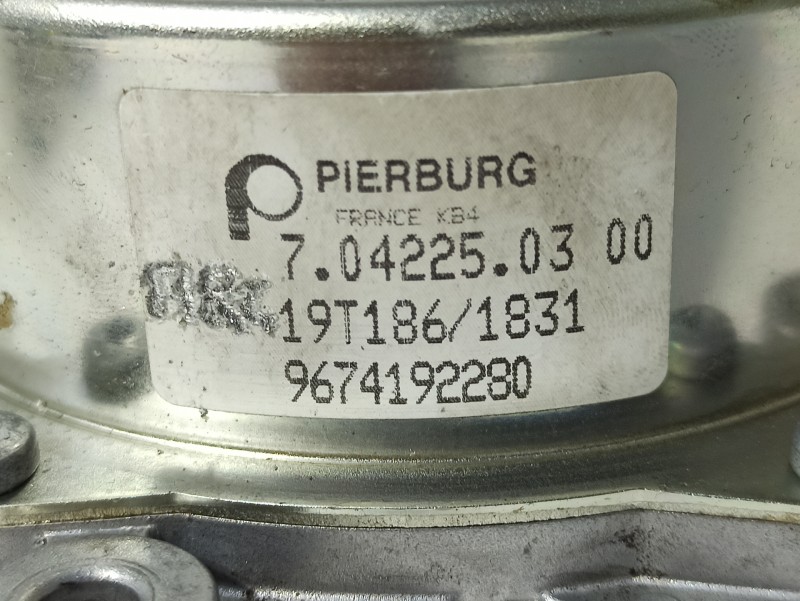 PIERBURG
FRANCE KB4
7.04225.03 00
19T186/1831
9674192280